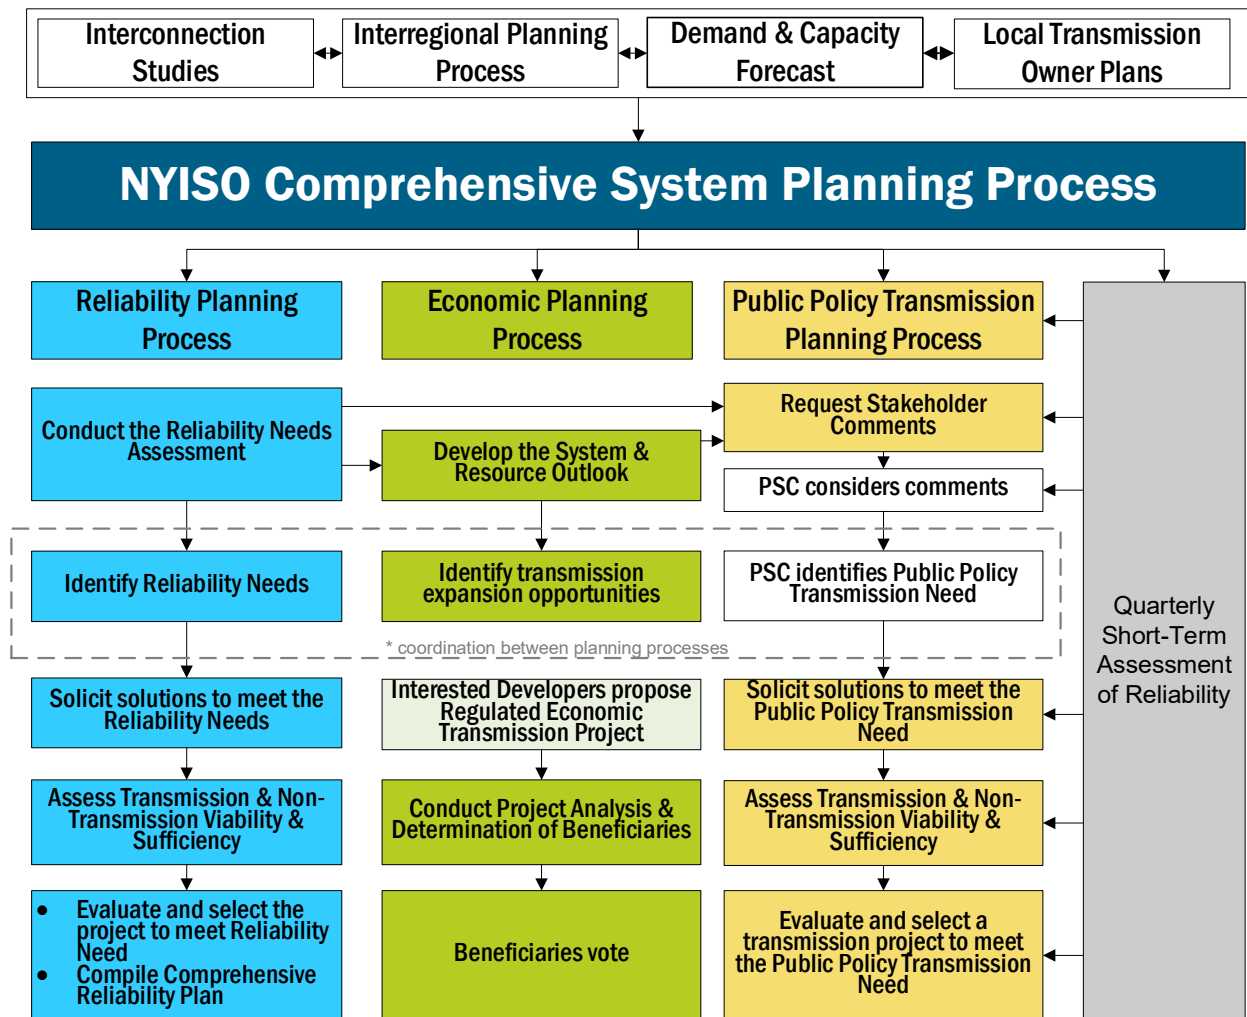 Interconnection
Studies
Interregional Planning
Process
Demand & Capacity
Forecast
Local Transmission
Owner Plans
NYISO Comprehensive System Planning Process
Reliability Planning
Process
Economic Planning
Process
Public Policy Transmission
Planning Process
Conduct the Reliability Needs
Assessment
Develop the System &
Resource Outlook
Request Stakeholder
Comments
PSC considers comments
Identify Reliability Needs
Identify transmission
expansion opportunities
PSC identifies Public Policy
Transmission Need
* coordination between planning processes
Quarterly
Short-Term
Assessment
of Reliability
Solicit solutions to meet the
Reliability Needs
Interested Developers propose
Regulated Economic
Transmission Project
Solicit solutions to meet the
Public Policy Transmission
Need
Assess Transmission & Non-
Transmission Viability &
Sufficiency
Conduct Project Analysis &
Determination of Beneficiaries
Assess Transmission & Non-
Transmission Viability &
Sufficiency
• Evaluate and select the
project to meet Reliability
Need
• Compile Comprehensive
Reliability Plan
Beneficiaries vote
Evaluate and select a
transmission project to meet
the Public Policy Transmission
Need